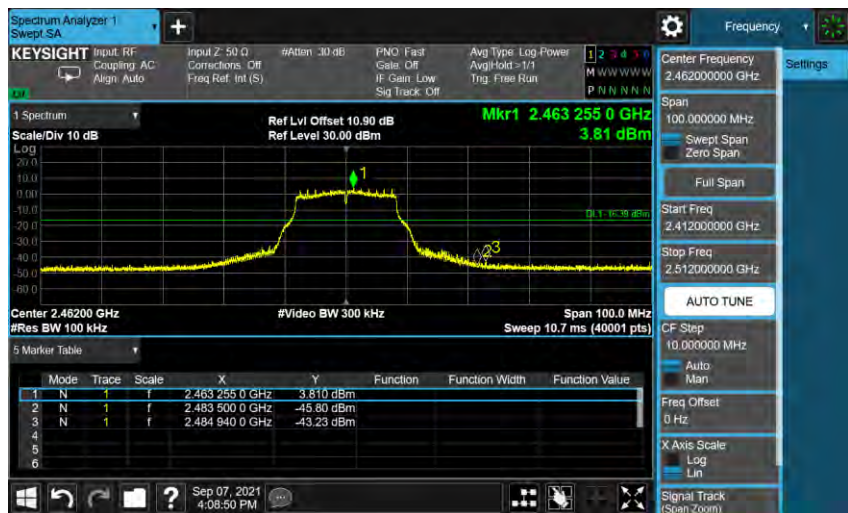 Spectrum Analyzer 1
Swept SA
+
Frequency
KEYSIGHT
Input: RF
Coupling: AC
Align: Auto
Input Z: 50 Ω
Corrections: Off
Freq Ref: Int (S)
#Atten: 30 dB
PNO: Fast
Gate: Off
IF Gain: Low
Sig Track: Off
Avg Type: Log-Power
Avg|Hold:>1/1
Trig: Free Run
1 2 3 4 5 6
M W W W W W
P N N N N N
1 Spectrum
Scale/Div 10 dB
Ref Lvl Offset 10.90 dB
Ref Level 30.00 dBm
Mkr1 2.463 255 0 GHz
3.81 dBm
Log
20.0
10.0
0.00
-10.0
-20.0
-30.0
-40.0
-50.0
-60.0
1
DL1 -16.39 dBm
2 3
Center 2.46200 GHz
#Res BW 100 kHz
#Video BW 300 kHz
Span 100.0 MHz
Sweep 10.7 ms (40001 pts)
5 Marker Table
Mode Trace Scale X Y Function Function Width Function Value
1 N 1 f 2.463 255 0 GHz 3.810 dBm
2 N 1 f 2.483 500 0 GHz -45.80 dBm
3 N 1 f 2.484 940 0 GHz -43.23 dBm
4
5
6
Sep 07, 2021
4:08:50 PM
?
Center Frequency
2.462000000 GHz
Settings
Span
100.000000 MHz
Swept Span
Zero Span
Full Span
Start Freq
2.412000000 GHz
Stop Freq
2.512000000 GHz
AUTO TUNE
CF Step
10.000000 MHz
Auto
Man
Freq Offset
0 Hz
X Axis Scale
Log
Lin
Signal Track
(Span Zoom)